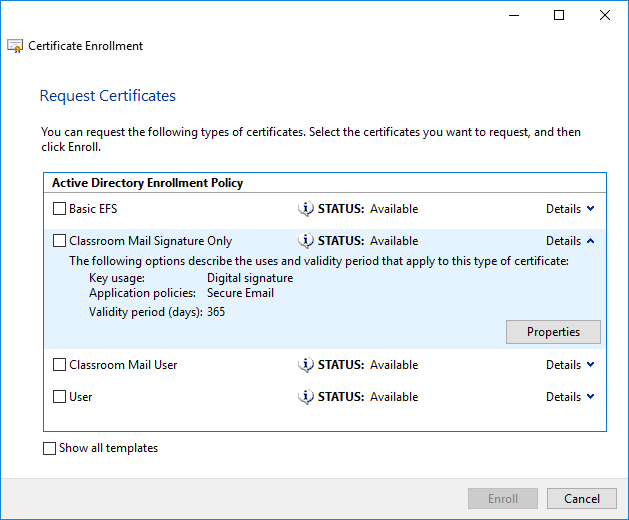 Certificate Enrollment
Request Certificates
You can request the following types of certificates. Select the certificates you want to request, and then
click Enroll.
Active Directory Enrollment Policy
Basic EFS STATUS: Available Details
Classroom Mail Signature Only STATUS: Available Details
The following options describe the uses and validity period that apply to this type of certificate:
Key usage: Digital signature
Application policies: Secure Email
Validity period (days): 365
Properties
Classroom Mail User STATUS: Available Details
User STATUS: Available Details
Show all templates
Enroll Cancel